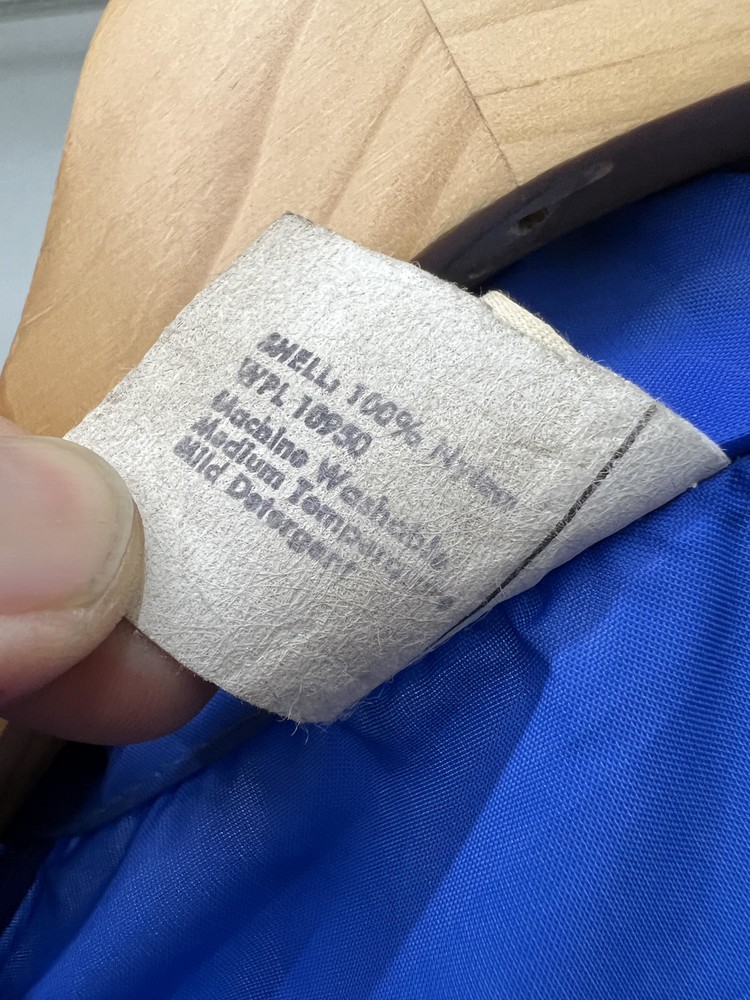 SHELL: 100% Nylon
WPL 10950
Machine Washable
Medium Temperature
Mild Detergent